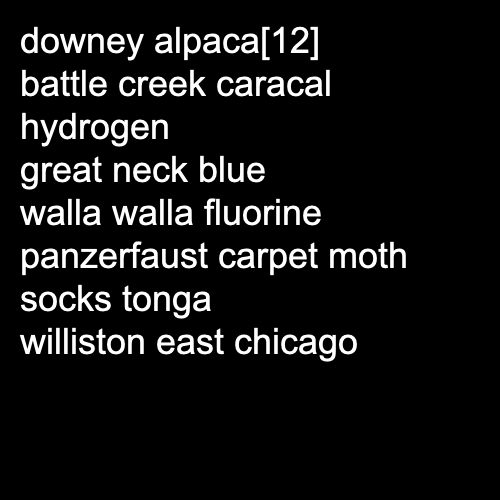 downey alpaca[12]
battle creek caracal
hydrogen
great neck blue
walla walla fluorine
panzerfaust carpet moth
socks tonga
williston east chicago